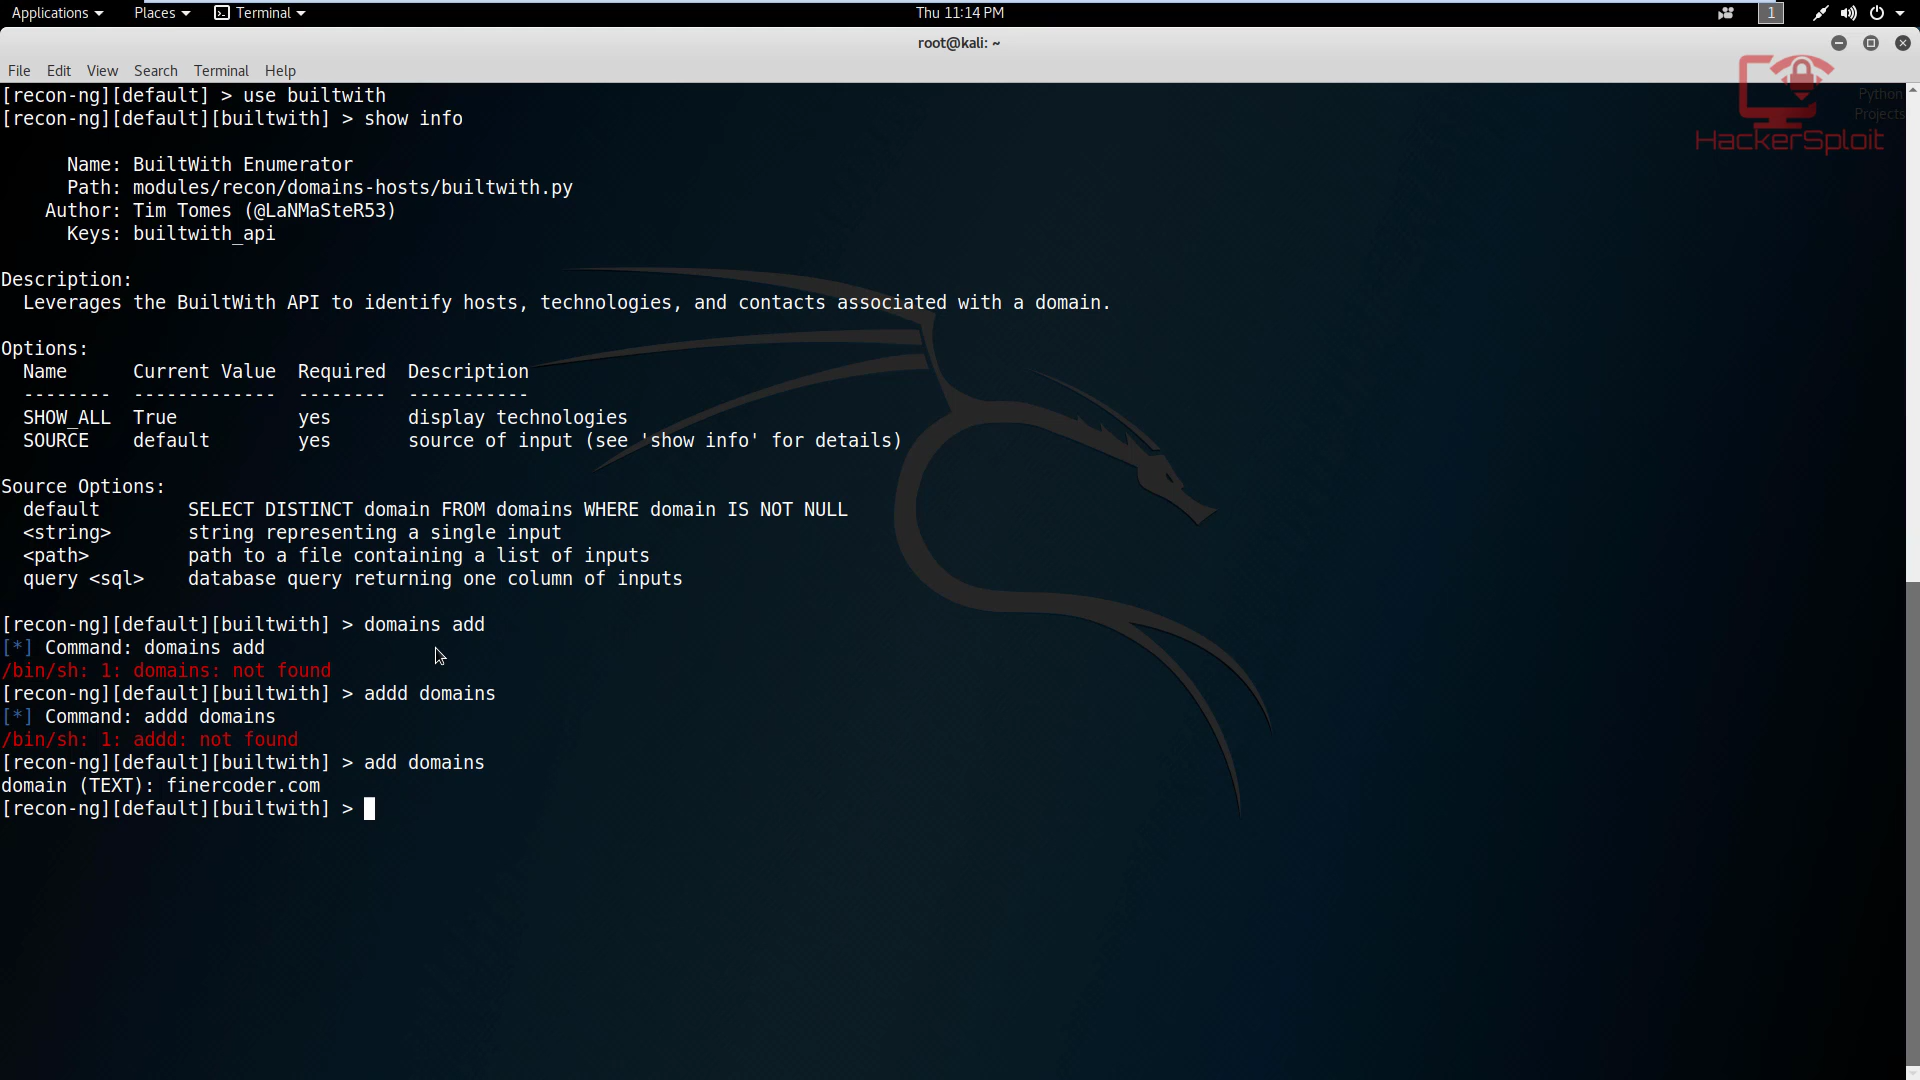 Applications Places Terminal Thu 11:14 PM 1
root@kali: ~
File Edit View Search Terminal Help
Python
Projects
HackerSploit
[recon-ng][default] > use builtwith
[recon-ng][default][builtwith] > show info
Name: BuiltWith Enumerator
Path: modules/recon/domains-hosts/builtwith.py
Author: Tim Tomes (@LaNMaSteR53)
Keys: builtwith_api
Description:
Leverages the BuiltWith API to identify hosts, technologies, and contacts associated with a domain.
Options:
Name Current Value Required Description
-------- ------------- -------- -----------
SHOW_ALL True yes display technologies
SOURCE default yes source of input (see 'show info' for details)
Source Options:
default SELECT DISTINCT domain FROM domains WHERE domain IS NOT NULL
<string> string representing a single input
<path> path to a file containing a list of inputs
query <sql> database query returning one column of inputs
[recon-ng][default][builtwith] > domains add
[*] Command: domains add
/bin/sh: 1: domains: not found
[recon-ng][default][builtwith] > addd domains
[*] Command: addd domains
/bin/sh: 1: addd: not found
[recon-ng][default][builtwith] > add domains
domain (TEXT): finercoder.com
[recon-ng][default][builtwith] >